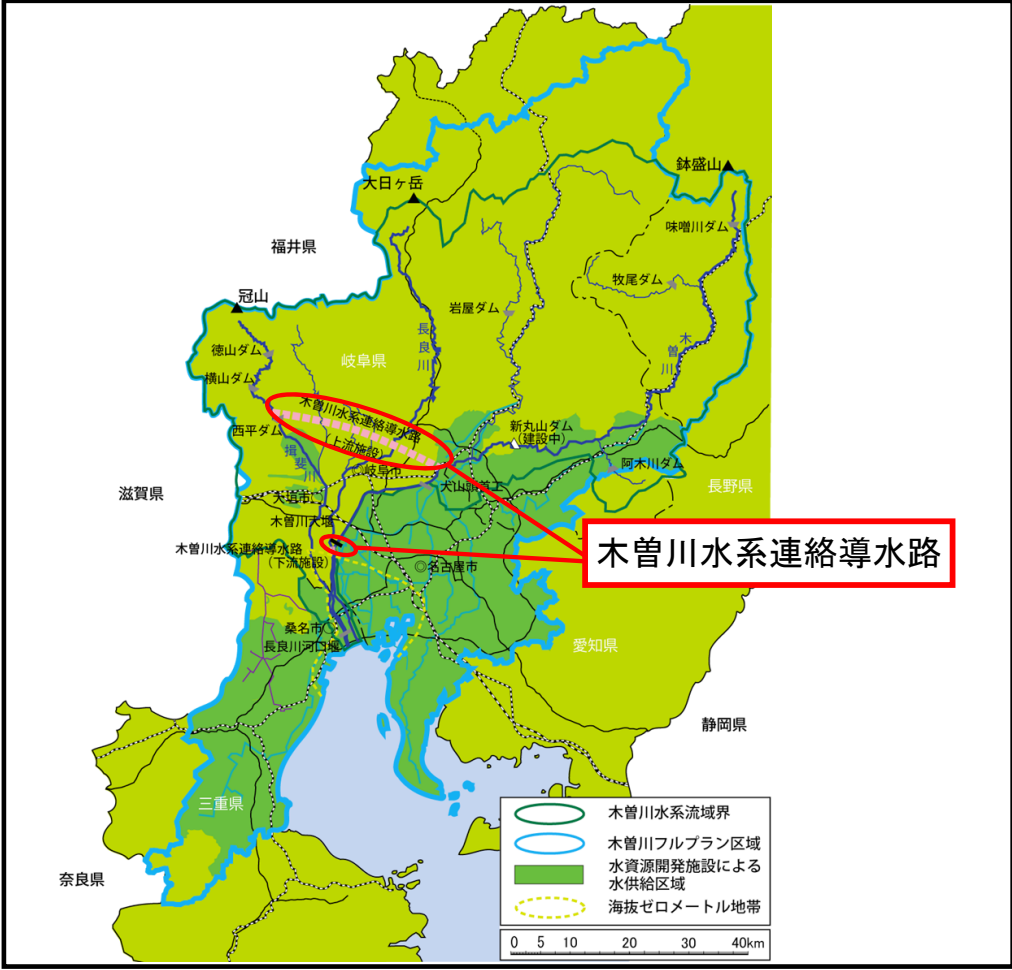 鉢盛山
大日ヶ岳
味噌川ダム
福井県
牧尾ダム
冠山
岩屋ダム
長良川
木曽川
徳山ダム
岐阜県
横山ダム
木曽川水系連絡導水路
(上流施設)
新丸山ダム
(建設中)
西平ダム
揖斐川
岐阜市
阿木川ダム
犬山頭首工
長野県
滋賀県
大垣市
木曽川大堰
木曽川水系連絡導水路
(下流施設)
木曽川水系連絡導水路
◎名古屋市
桑名市
長良川河口堰
愛知県
静岡県
三重県
奈良県
木曽川水系流域界
木曽川フルプラン区域
水資源開発施設による
水供給区域
海抜ゼロメートル地帯
0 5 10 20 30 40km